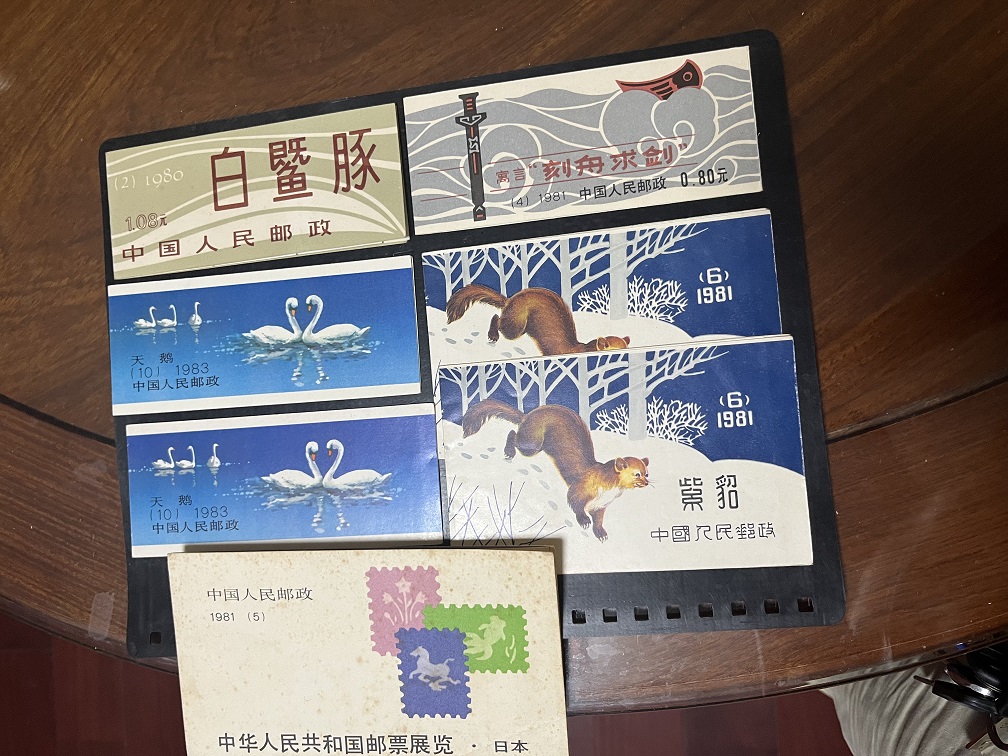 (2) 1980
白鱀豚
1.08元
中国人民邮政
寓言"刻舟求剑"
(4) 1981 中国人民邮政 0.80元
天鹅
(10) 1983
中国人民邮政
(6)
1981
天鹅
(10) 1983
中国人民邮政
(6)
1981
紫貂
中國人民郵政
中国人民邮政
1981 (5)
中华人民共和国邮票展览·日本